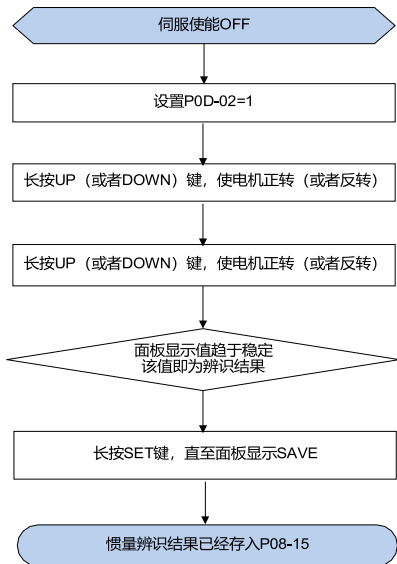 伺服使能OFF
设置P0D-02=1
长按UP（或者DOWN）键，使电机正转（或者反转）
长按UP（或者DOWN）键，使电机正转（或者反转）
面板显示值趋于稳定
该值即为辨识结果
长按SET键，直至面板显示SAVE
惯量辨识结果已经存入P08-15